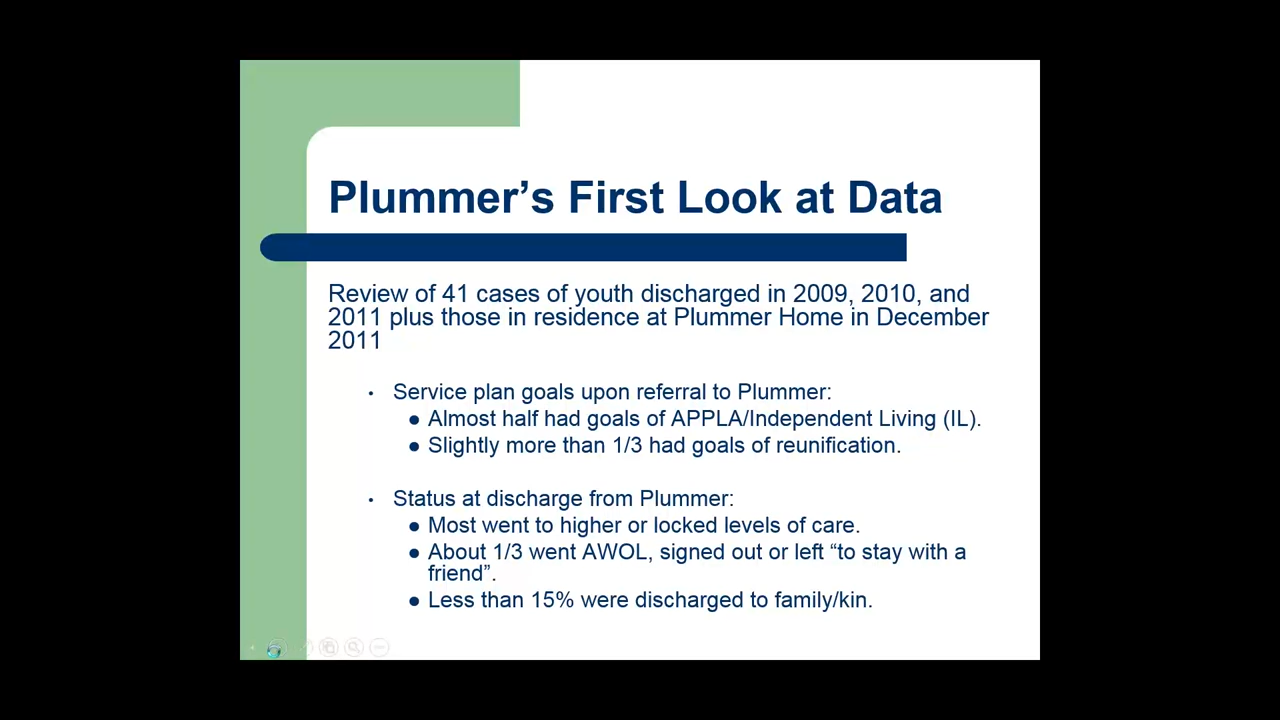 Plummer’s First Look at Data
Review of 41 cases of youth discharged in 2009, 2010, and
2011 plus those in residence at Plummer Home in December
2011
• Service plan goals upon referral to Plummer:
● Almost half had goals of APPLA/Independent Living (IL).
● Slightly more than 1/3 had goals of reunification.
• Status at discharge from Plummer:
● Most went to higher or locked levels of care.
● About 1/3 went AWOL, signed out or left “to stay with a
friend”.
● Less than 15% were discharged to family/kin.